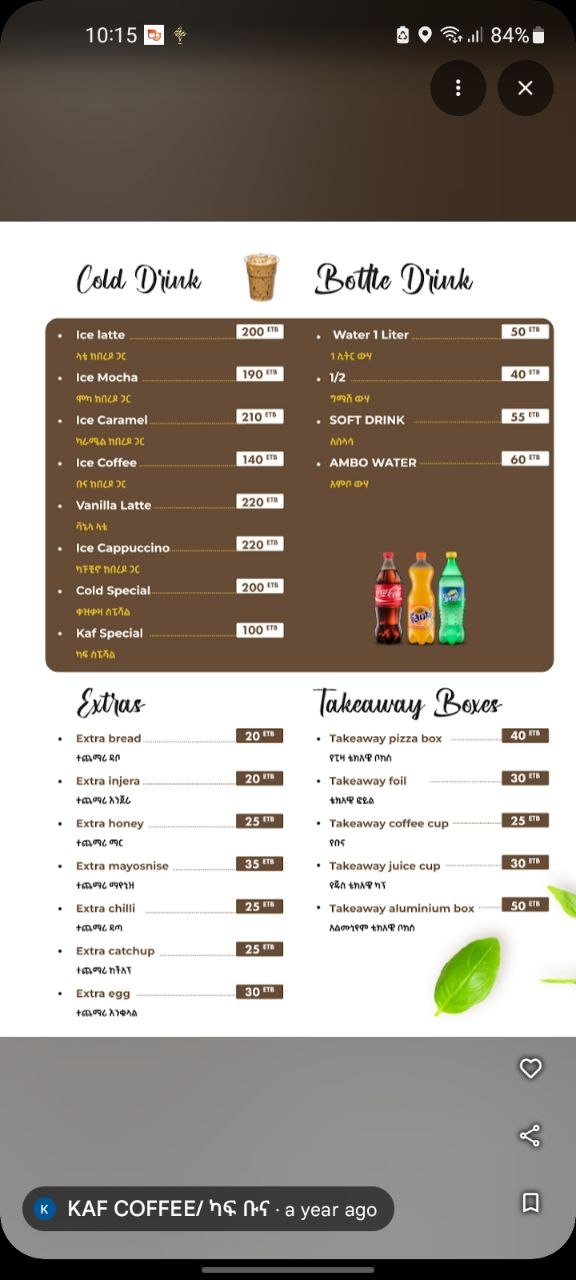 10:15
84%
Cold Drink
Ice latte 200 ETB
ላቴ ከበረዶ ጋር
Ice Mocha 190 ETB
ሞካ ከበረዶ ጋር
Ice Caramel 210 ETB
ካራሜል ከበረዶ ጋር
Ice Coffee 140 ETB
ቡና ከበረዶ ጋር
Vanilla Latte 220 ETB
ቫኔላ ላቴ
Ice Cappuccino 220 ETB
ካፑቺኖ ከበረዶ ጋር
Cold Special 200 ETB
ቀዝቃዛ ስፔሻል
Kaf Special 100 ETB
ካፍ ስፔሻል
Bottle Drink
Water 1 Liter 50 ETB
1 ሊትር ውሃ
1/2 40 ETB
ግማሽ ውሃ
SOFT DRINK 55 ETB
ለስላሳ
AMBO WATER 60 ETB
አምቦ ውሃ
Coca-Cola
Fanta
Sprite
Extras
Extra bread 20 ETB
ተጨማሪ ዳቦ
Extra injera 20 ETB
ተጨማሪ እንጀራ
Extra honey 25 ETB
ተጨማሪ ማር
Extra mayosnise 35 ETB
ተጨማሪ ማየኒዝ
Extra chilli 25 ETB
ተጨማሪ ዳጣ
Extra catchup 25 ETB
ተጨማሪ ከችአፕ
Extra egg 30 ETB
ተጨማሪ እንቁላል
Takeaway Boxes
Takeaway pizza box 40 ETB
የፒዛ ቴክአዌ ቦክስ
Takeaway foil 30 ETB
ቴክአዌ ፎይል
Takeaway coffee cup 25 ETB
የቡና
Takeaway juice cup 30 ETB
የጁስ ቴክአዌ ካፕ
Takeaway aluminium box 50 ETB
አልሙኒየም ቴክአዌ ቦክስ
K KAF COFFEE/ ካፍ ቡና · a year ago